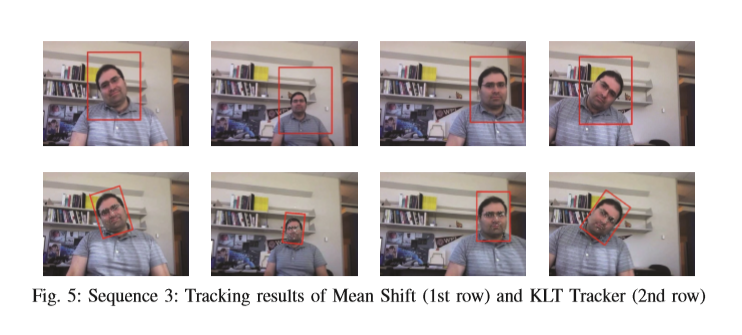 Fig. 5: Sequence 3: Tracking results of Mean Shift (1st row) and KLT Tracker (2nd row)